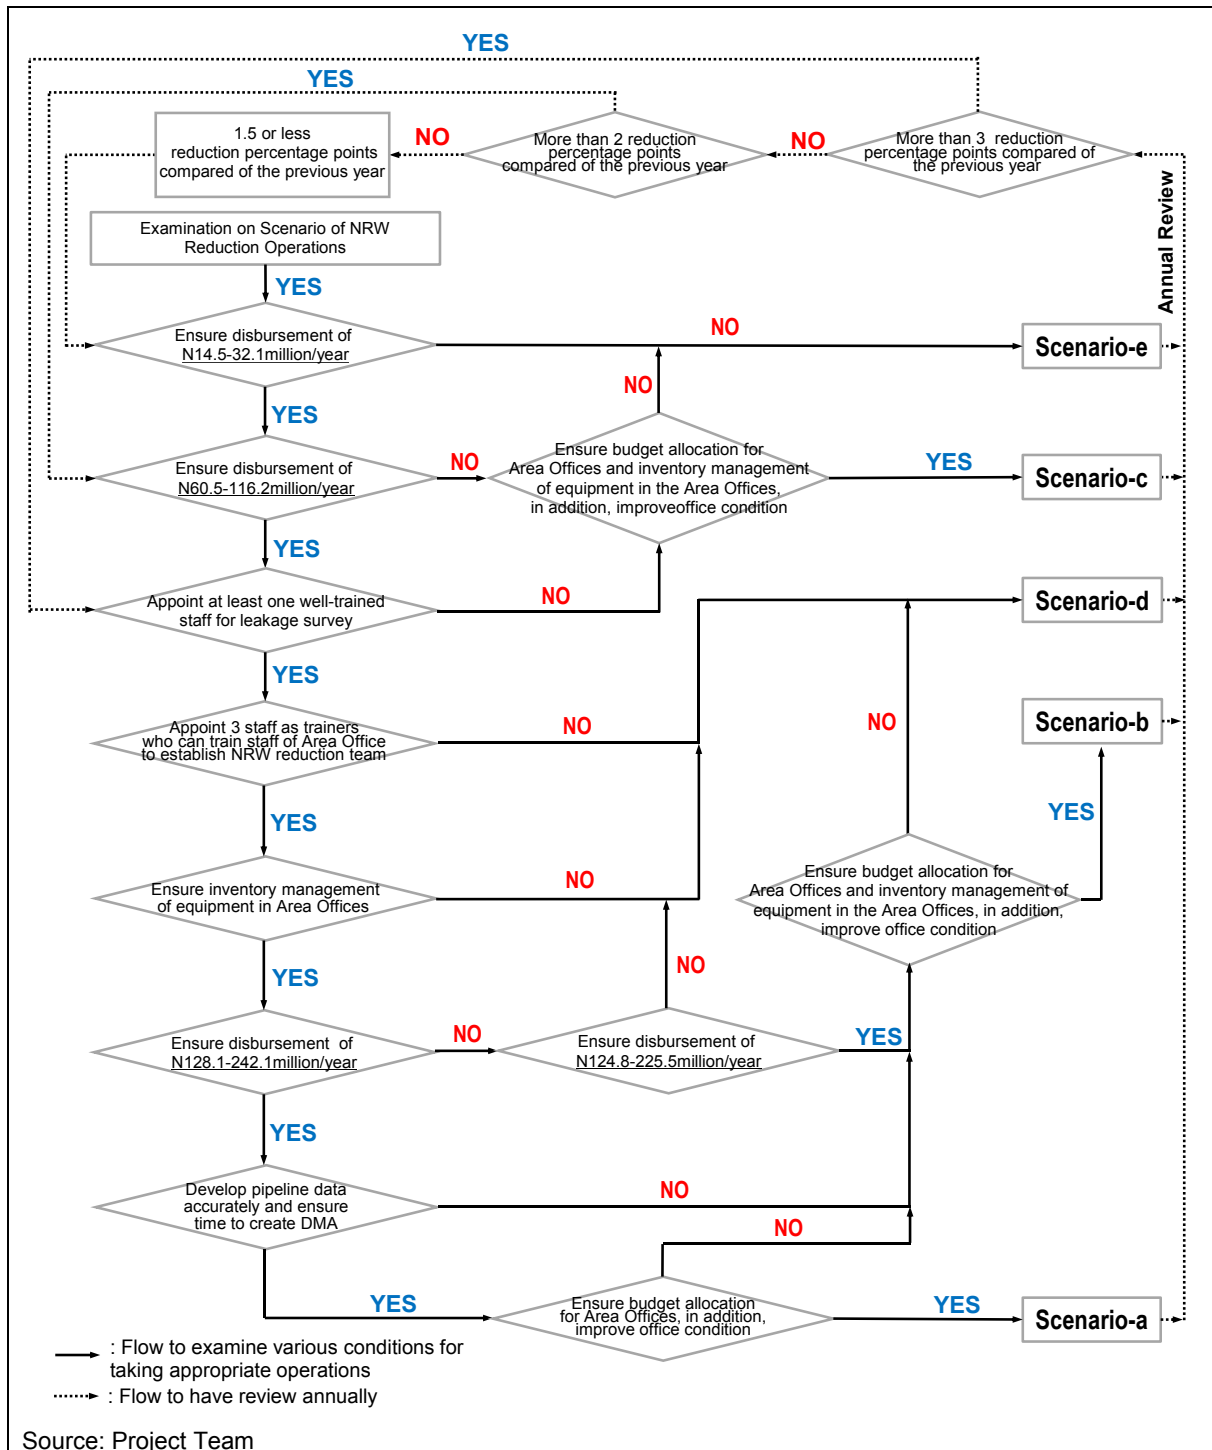 YES
YES
1.5 or less
reduction percentage points
compared of the previous year
NO
More than 2 reduction
percentage points
compared of the previous year
NO
More than 3 reduction
percentage points compared of
the previous year
Annual Review
Examination on Scenario of NRW
Reduction Operations
YES
Ensure disbursement of
N14.5-32.1million/year
NO
Scenario-e
YES
NO
Ensure disbursement of
N60.5-116.2million/year
NO
Ensure budget allocation for
Area Offices and inventory management
of equipment in the Area Offices,
in addition, improveoffice condition
YES
Scenario-c
YES
Appoint at least one well-trained
staff for leakage survey
NO
Scenario-d
YES
Appoint 3 staff as trainers
who can train staff of Area Office
to establish NRW reduction team
NO
NO
Scenario-b
YES
YES
Ensure inventory management
of equipment in Area Offices
NO
Ensure budget allocation for
Area Offices and inventory management of
equipment in the Area Offices, in addition,
improve office condition
YES
NO
Ensure disbursement of
N128.1-242.1million/year
NO
Ensure disbursement of
N124.8-225.5million/year
YES
YES
Develop pipeline data
accurately and ensure
time to create DMA
NO
NO
YES
Ensure budget allocation
for Area Offices, in addition,
improve office condition
YES
Scenario-a
: Flow to examine various conditions for
taking appropriate operations
: Flow to have review annually
Source: Project Team